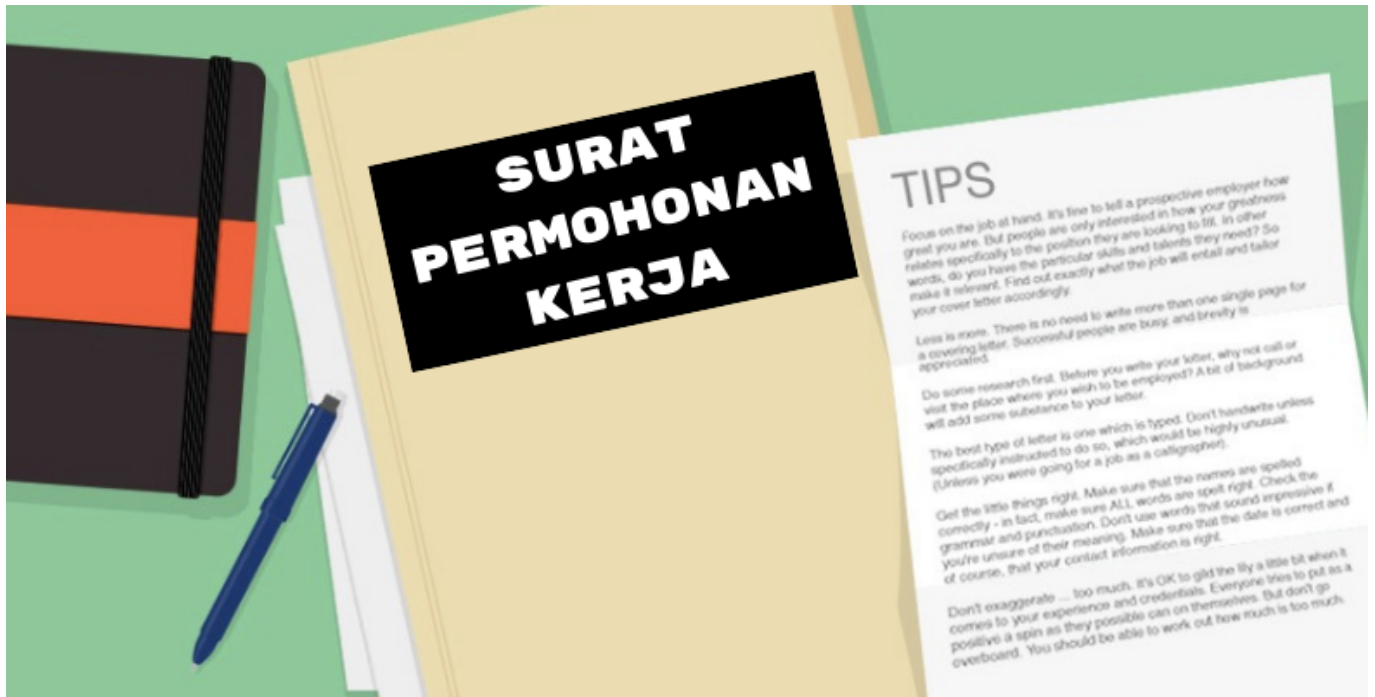 SURAT
PERMOHONAN
KERJA
TIPS
Focus on the job at hand. It's fine to tell a prospective employer how
great you are. But people are only interested in how your greatness
relates specifically to the position they are looking to fill. In other
words, do you have the particular skills and talents they need? So
make it relevant. Find out exactly what the job will entail and tailor
your cover letter accordingly.
Less is more. There is no need to write more than one single page for
a covering letter. Successful people are busy, and brevity is
appreciated.
Do some research first. Before you write your letter, why not call or
visit the place where you wish to be employed? A bit of background
will add some substance to your letter.
The best type of letter is one which is typed. Don't handwrite unless
specifically instructed to do so, which would be highly unusual.
(Unless you were going for a job as a calligrapher).
Get the little things right. Make sure that the names are spelled
correctly - in fact, make sure ALL words are spelt right. Check the
grammar and punctuation. Don't use words that sound impressive if
you're unsure of their meaning. Make sure that the date is correct and
of course, that your contact information is right.
Don't exaggerate ... too much. It's OK to gild the lily a little bit when it
comes to your experience and credentials. Everyone tries to put as a
positive a spin as they possible can on themselves. But don't go
overboard. You should be able to work out how much is too much.